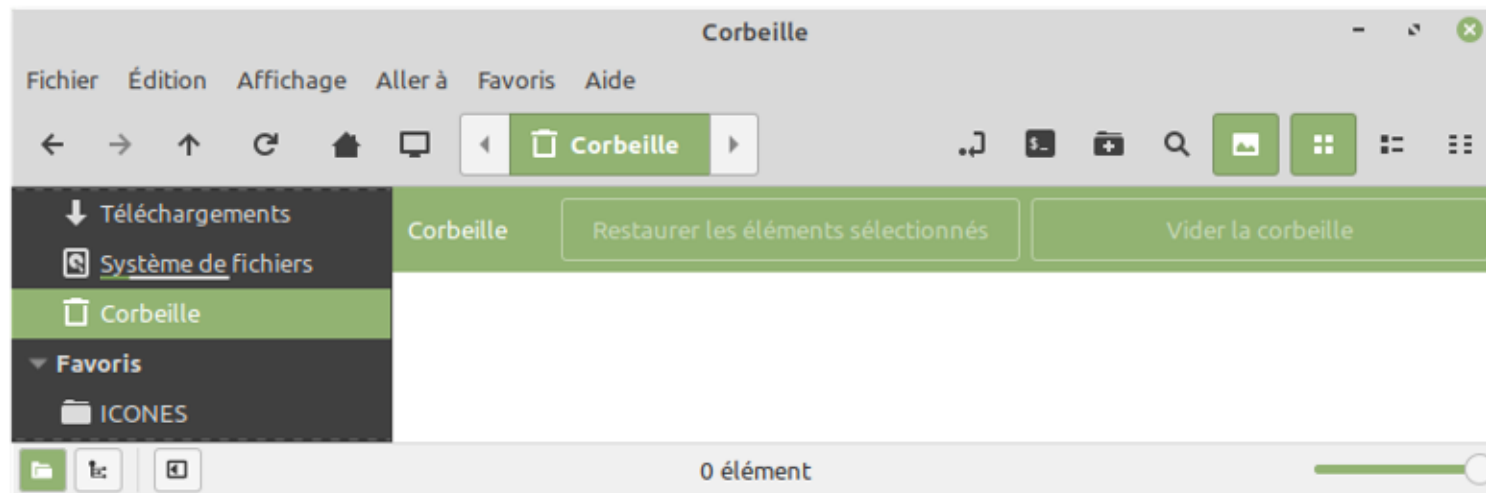 Corbeille
Fichier Édition Affichage Aller à Favoris Aide
Corbeille
Téléchargements
Système de fichiers
Corbeille
Favoris
ICONES
Corbeille Restaurer les éléments sélectionnés Vider la corbeille
0 élément